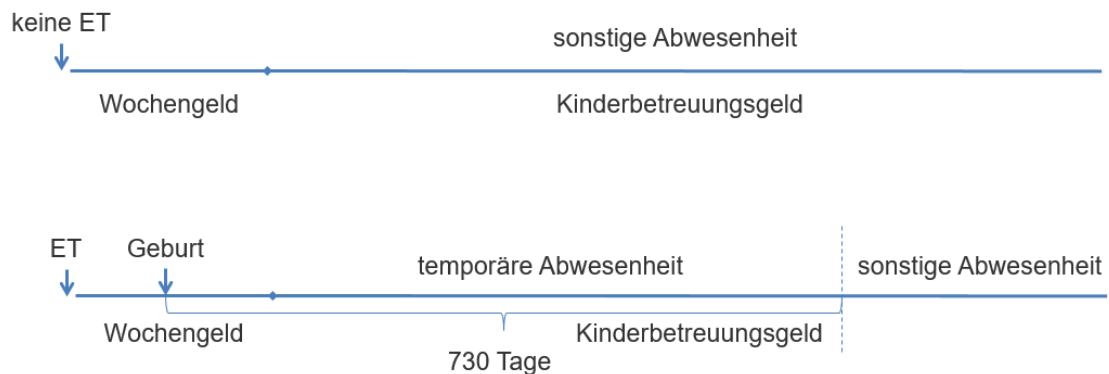 keine ET
sonstige Abwesenheit
Wochengeld
Kinderbetreuungsgeld
ET
Geburt
temporäre Abwesenheit
sonstige Abwesenheit
Wochengeld
Kinderbetreuungsgeld
730 Tage